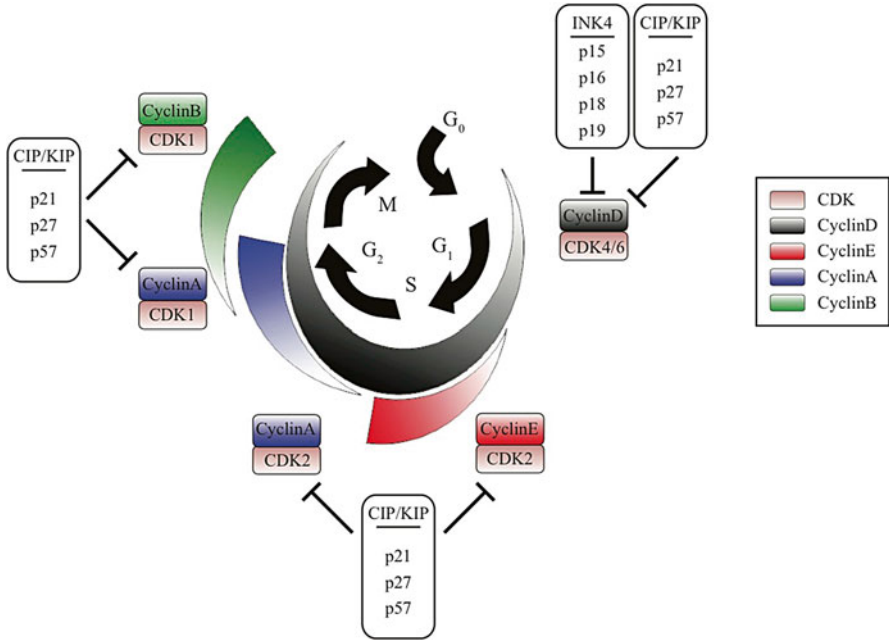 INK4
p15
p16
p18
p19
CIP/KIP
p21
p27
p57
CyclinB
CDK1
CIP/KIP
p21
p27
p57
CyclinA
CDK1
G0
M
G1
G2
S
CyclinD
CDK4/6
CDK
CyclinD
CyclinE
CyclinA
CyclinB
CyclinA
CDK2
CyclinE
CDK2
CIP/KIP
p21
p27
p57